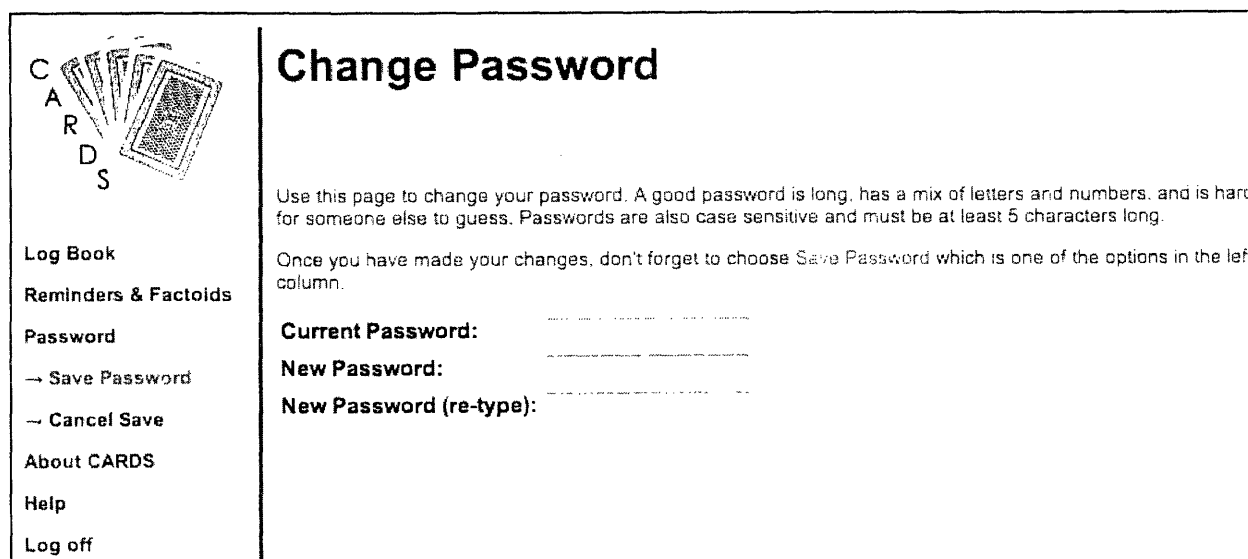 CARDS
Change Password
Use this page to change your password. A good password is long, has a mix of letters and numbers, and is hard
for someone else to guess. Passwords are also case sensitive and must be at least 5 characters long.
Once you have made your changes, don't forget to choose Save Password which is one of the options in the lef
column.
Current Password:
New Password:
New Password (re-type):
Log Book
Reminders & Factoids
Password
→ Save Password
→ Cancel Save
About CARDS
Help
Log off